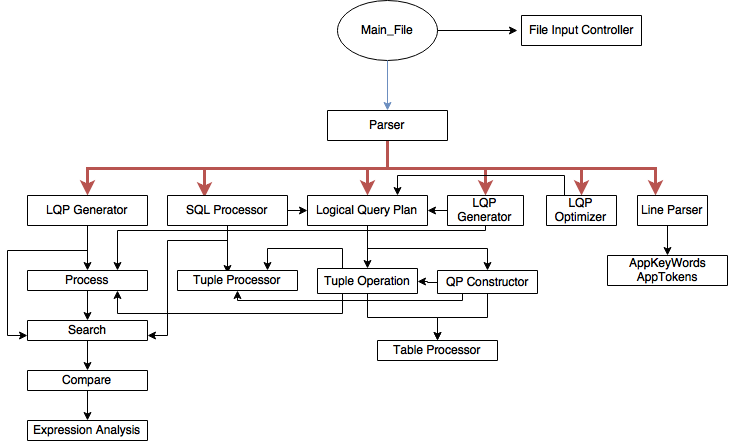 Main_File
File Input Controller
Parser
LQP Generator
SQL Processor
Logical Query Plan
LQP
Generator
LQP
Optimizer
Line Parser
Process
Tuple Processor
Tuple Operation
QP Constructor
AppKeyWords
AppTokens
Search
Table Processor
Compare
Expression Analysis